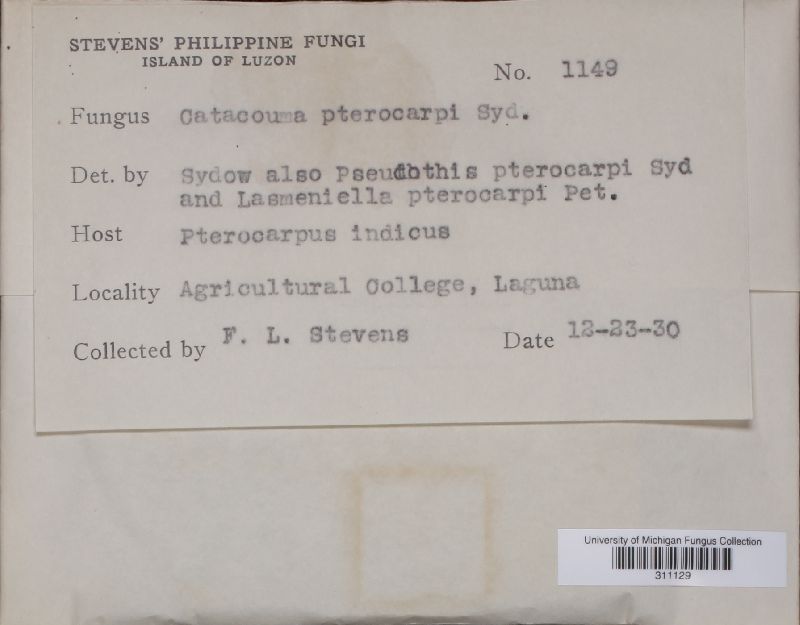 STEVENS' PHILIPPINE FUNGI
ISLAND OF LUZON
No. 1149
Fungus Catacouma pterocarpi Syd.
Det. by Sydow also Pseudothis pterocarpi Syd
and Lasmeniella pterocarpi Pet.
Host Pterocarpus indicus
Locality Agricultural College, Laguna
Collected by F. L. Stevens Date 12-23-30
University of Michigan Fungus Collection
311129